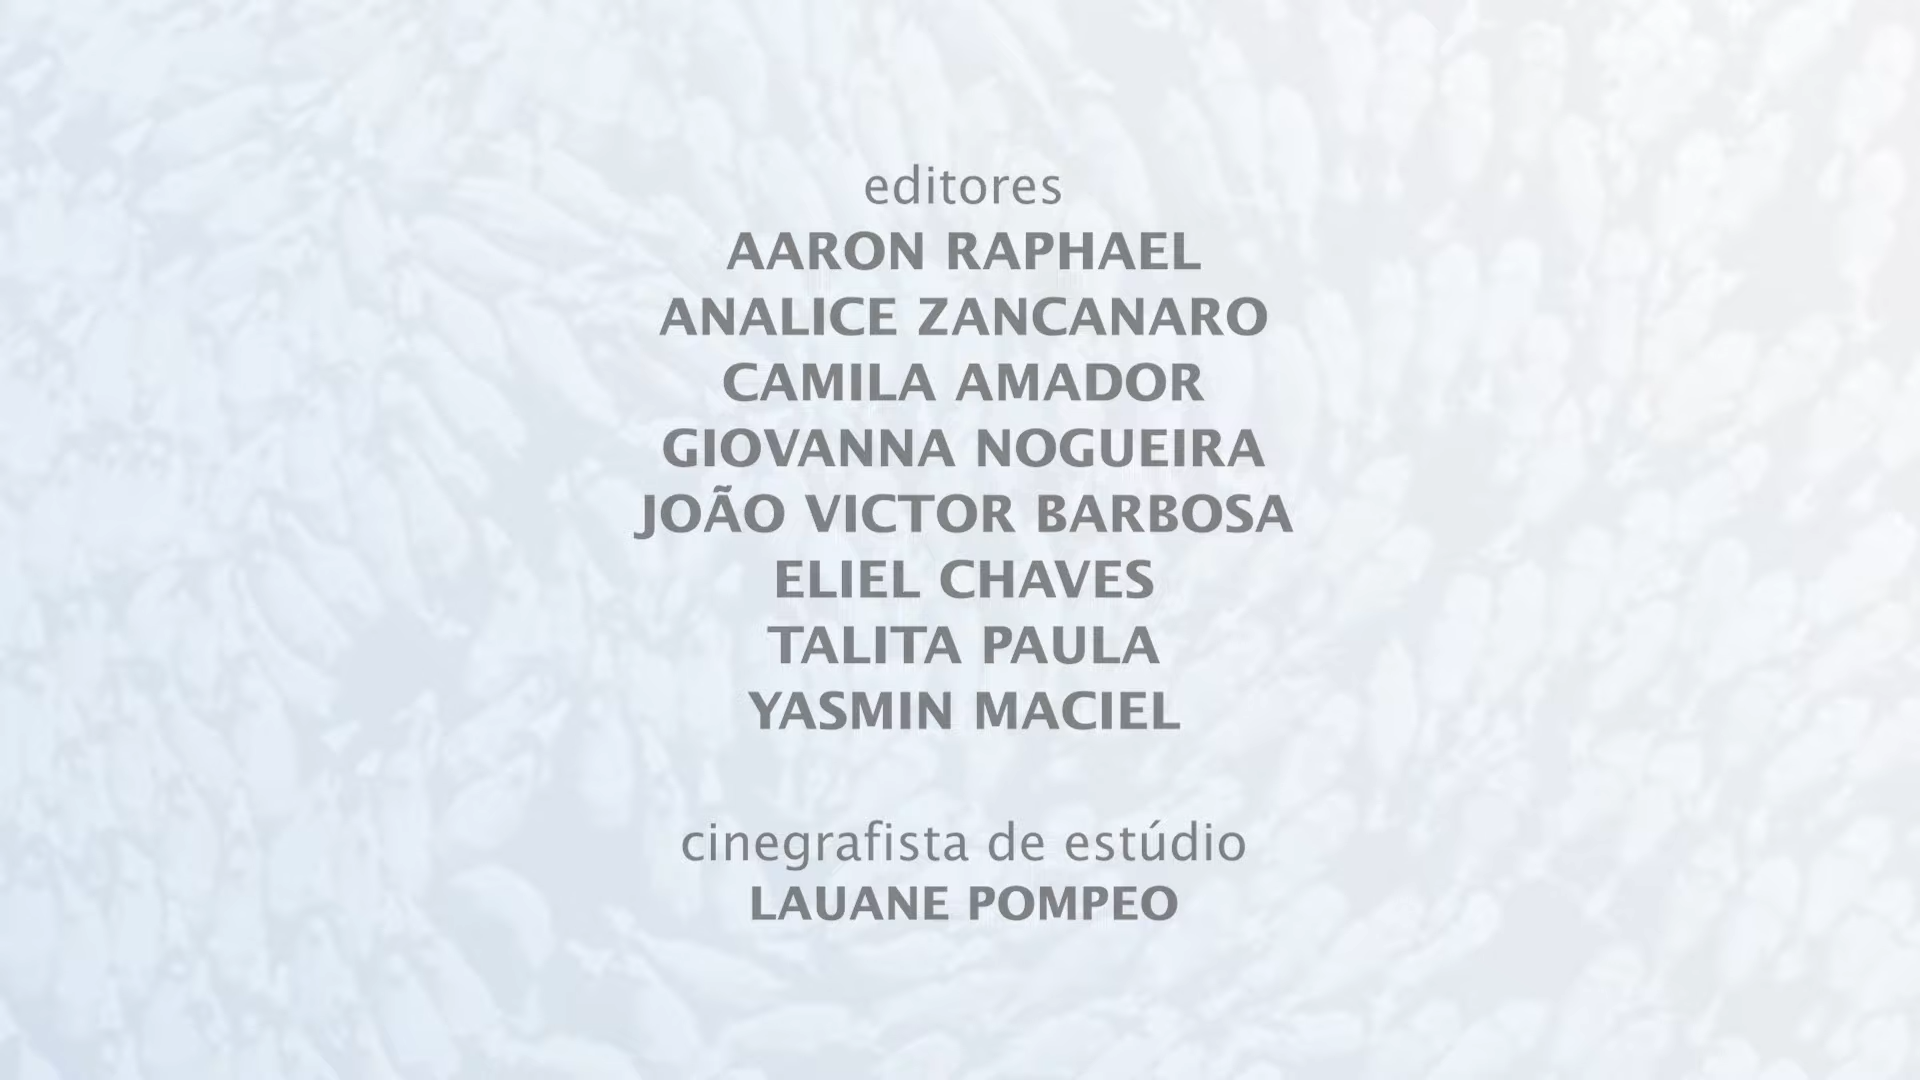 editores
AARON RAPHAEL
ANALICE ZANCANARO
CAMILA AMADOR
GIOVANNA NOGUEIRA
JOÃO VICTOR BARBOSA
ELIEL CHAVES
TALITA PAULA
YASMIN MACIEL
cinegrafista de estúdio
LAUANE POMPEO